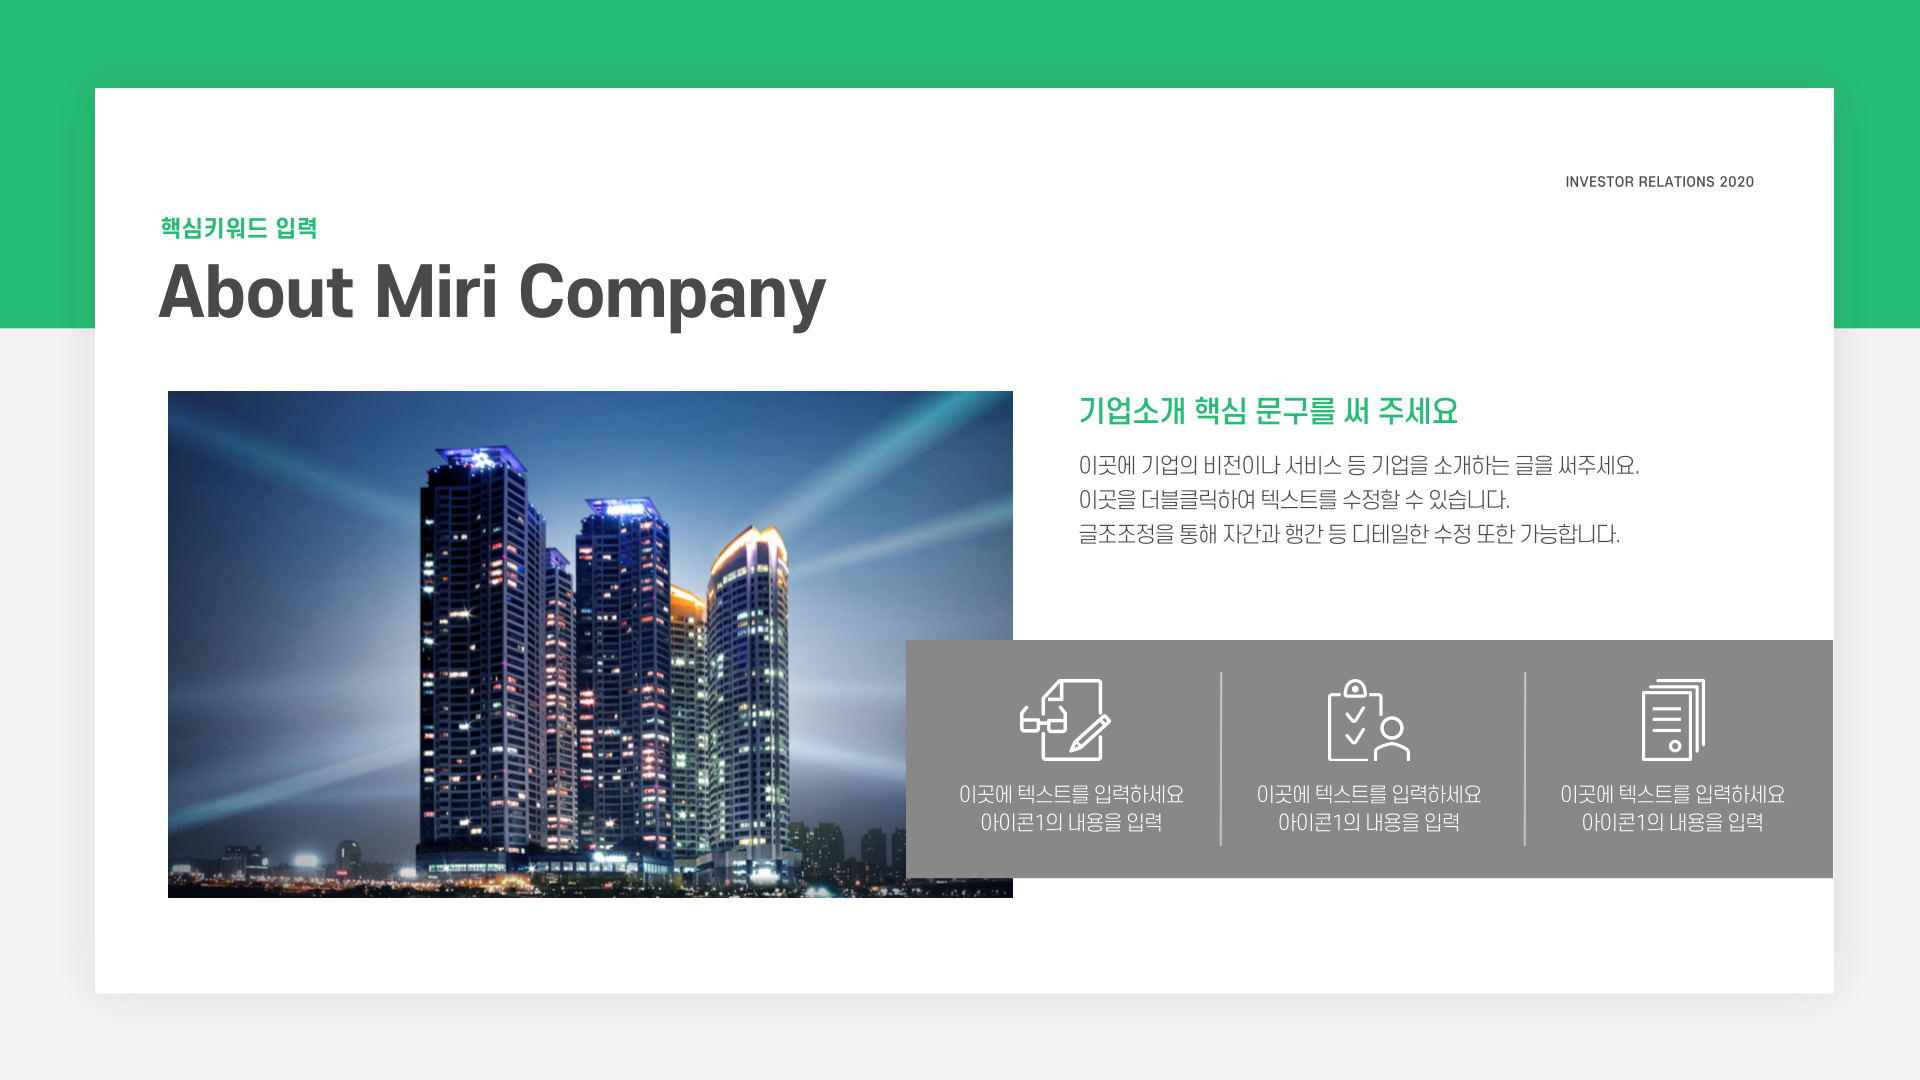 INVESTOR RELATIONS 2020
핵심키워드 입력
About Miri Company
기업소개 핵심 문구를 써 주세요
이곳에 기업의 비전이나 서비스 등 기업을 소개하는 글을 써주세요.
이곳을 더블클릭하여 텍스트를 수정할 수 있습니다.
글조조정을 통해 자간과 행간 등 디테일한 수정 또한 가능합니다.
이곳에 텍스트를 입력하세요
아이콘1의 내용을 입력
이곳에 텍스트를 입력하세요
아이콘1의 내용을 입력
이곳에 텍스트를 입력하세요
아이콘1의 내용을 입력